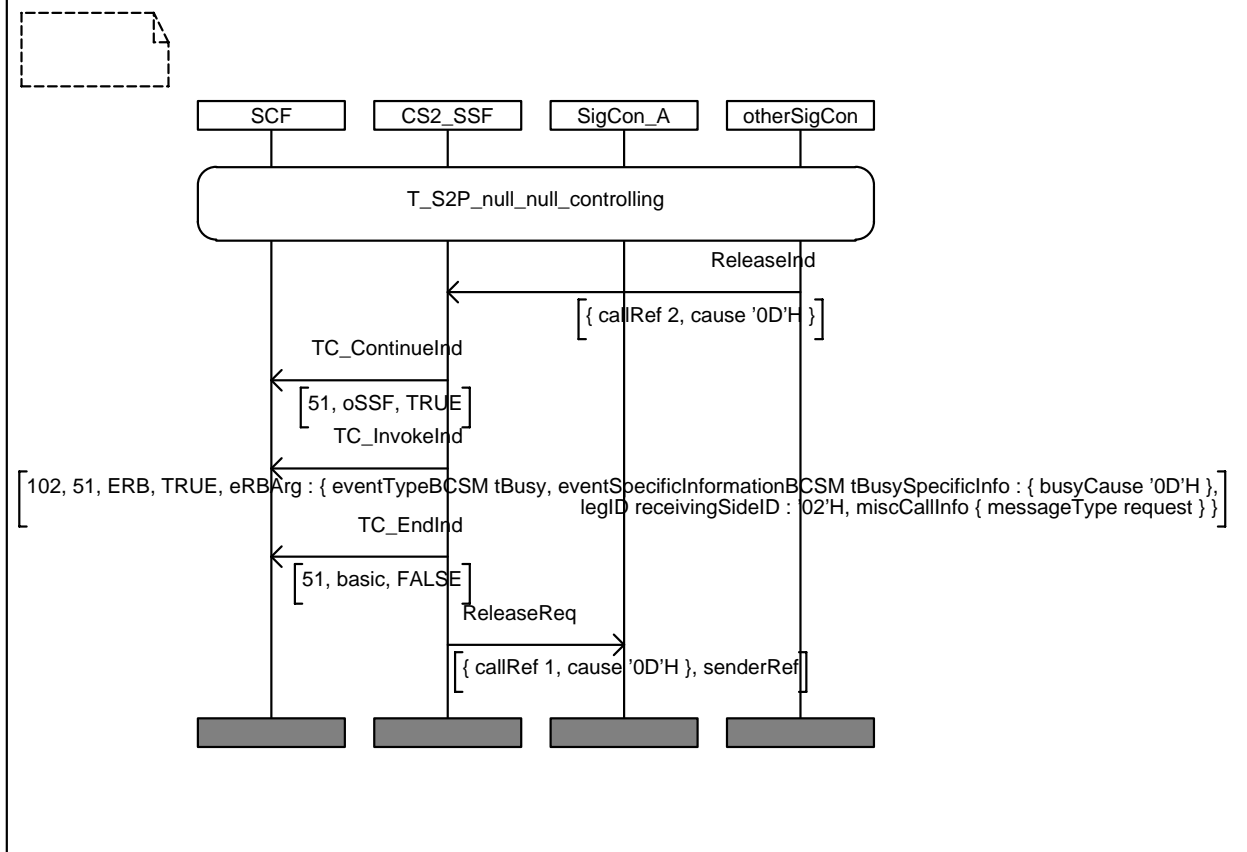 SCF CS2_SSF SigCon_A otherSigCon
T_S2P_null_null_controlling
ReleaseInd
{ callRef 2, cause ’0D’H }
TC_ContinueInd
51, oSSF, TRUE
TC_InvokeInd
102, 51, ERB, TRUE, eRBArg : { eventTypeBCSM tBusy, eventSpecificInformationBCSM tBusySpecificInfo : { busyCause ’0D’H },
legID receivingSideID : ’02’H, miscCallInfo { messageType request } }
TC_EndInd
51, basic, FALSE
ReleaseReq
{ callRef 1, cause ’0D’H }, senderRef